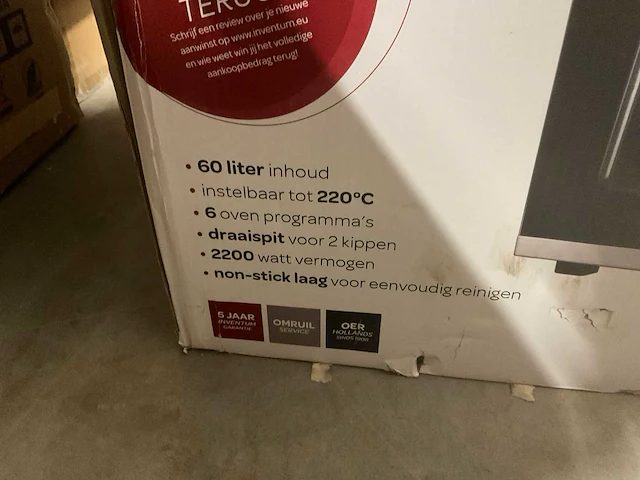 Schrijf een review over je nieuwe
aanwinst op www.inventum.eu
en wie weet win jij het volledige
aankoopbedrag terug!
• 60 liter inhoud
• instelbaar tot 220°C
• 6 oven programma's
• draaispit voor 2 kippen
• 2200 watt vermogen
• non-stick laag voor eenvoudig reinigen
5 JAAR
INVENTUM
GARANTIE
OMRUIL
SERVICE
OER
HOLLANDS
SINDS 1908